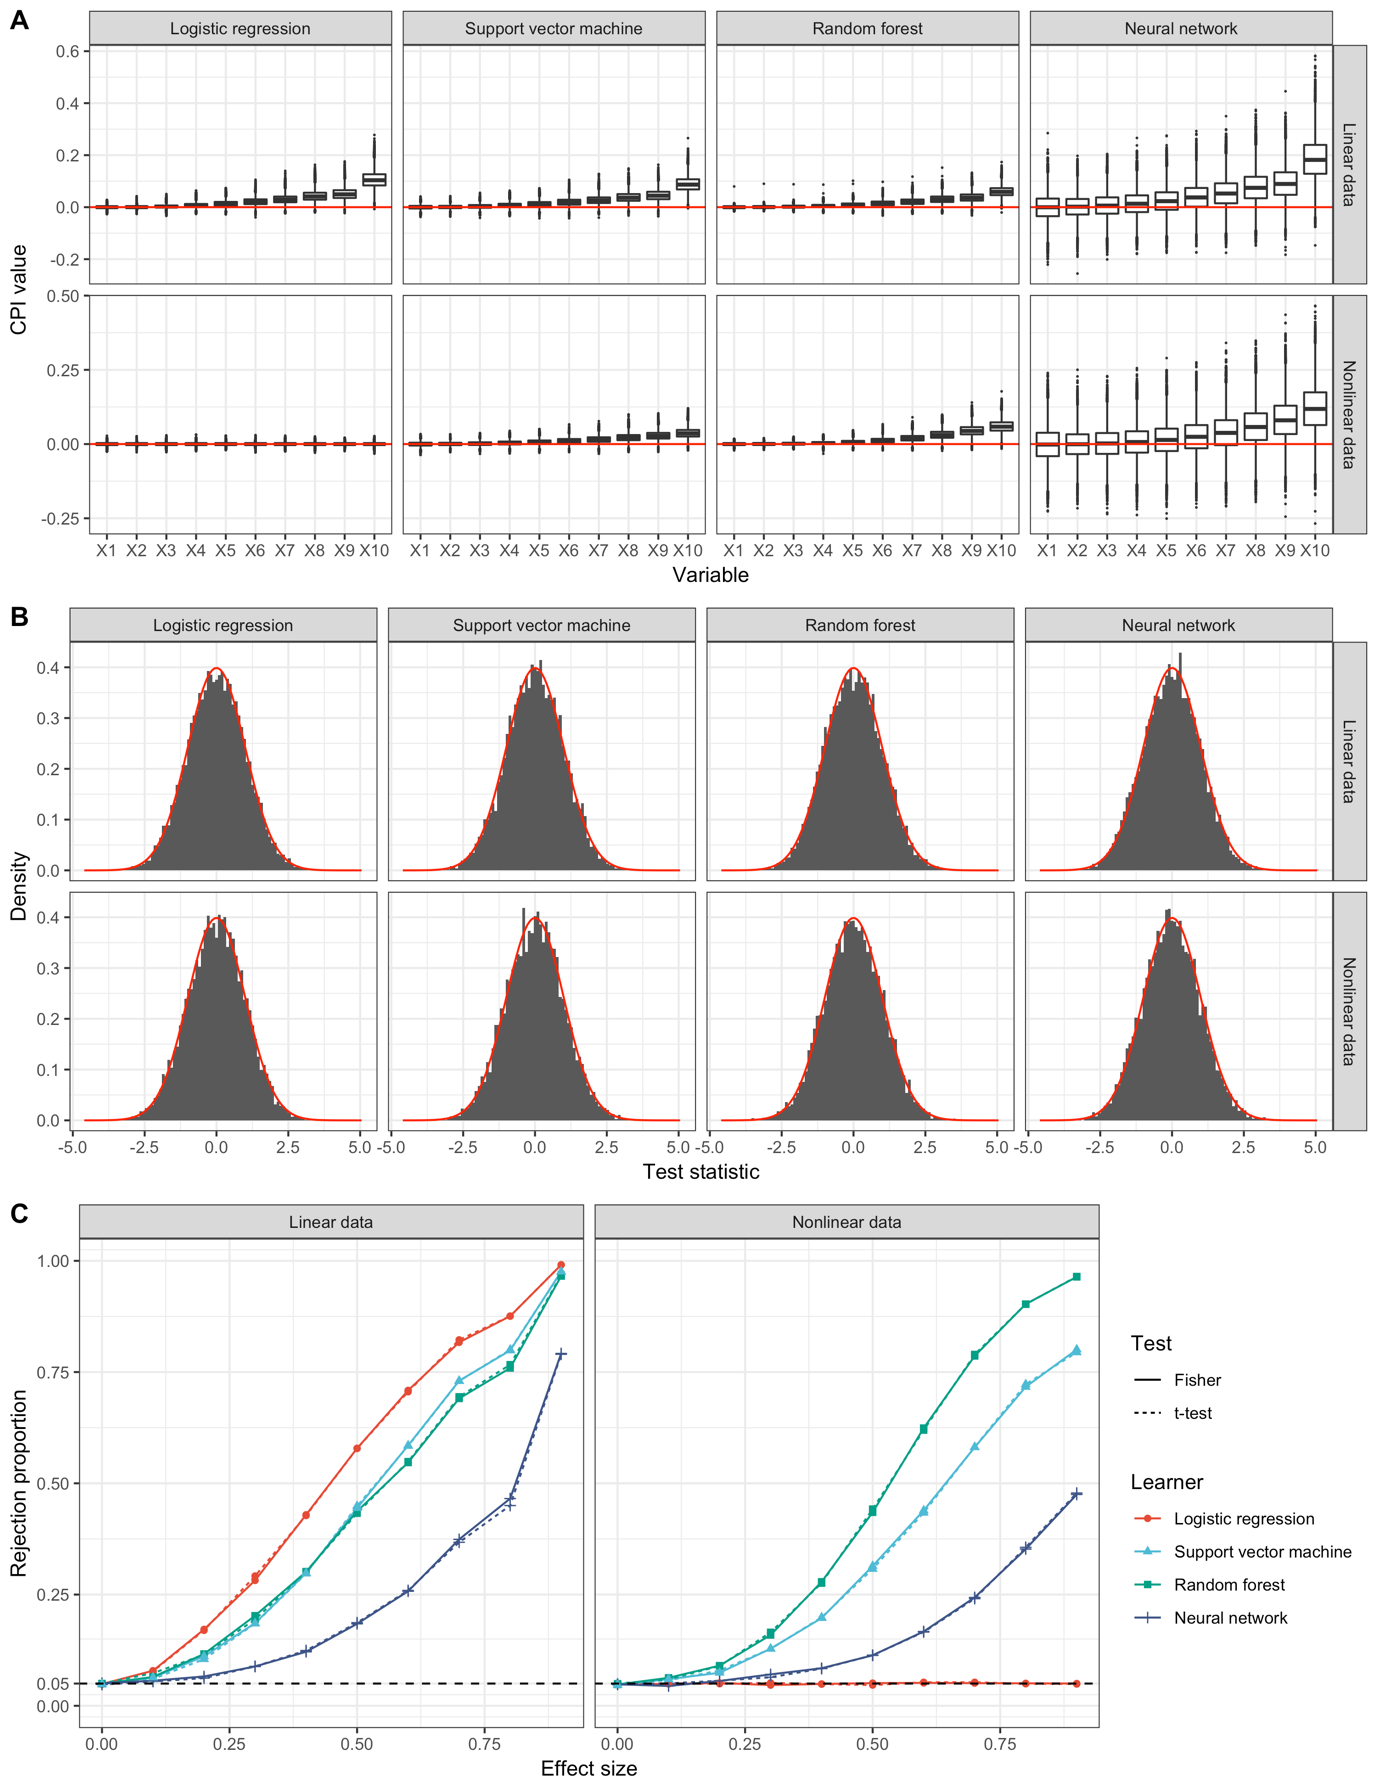 A
Logistic regression
Support vector machine
Random forest
Neural network
0.6
0.4
0.2
0.0
-0.2
Linear data
CPI value
0.50
0.25
0.00
-0.25
Nonlinear data
X1 X2 X3 X4 X5 X6 X7 X8 X9 X10
X1 X2 X3 X4 X5 X6 X7 X8 X9 X10
X1 X2 X3 X4 X5 X6 X7 X8 X9 X10
X1 X2 X3 X4 X5 X6 X7 X8 X9 X10
Variable
B
Logistic regression
Support vector machine
Random forest
Neural network
0.4
0.3
0.2
0.1
0.0
Linear data
Density
0.4
0.3
0.2
0.1
0.0
Nonlinear data
-5.0 -2.5 0.0 2.5 5.0
-5.0 -2.5 0.0 2.5 5.0
-5.0 -2.5 0.0 2.5 5.0
-5.0 -2.5 0.0 2.5 5.0
Test statistic
C
Linear data
Nonlinear data
1.00
0.75
0.50
0.25
0.05
0.00
Rejection proportion
0.00 0.25 0.50 0.75
0.00 0.25 0.50 0.75
Effect size
Test
Fisher
t-test
Learner
Logistic regression
Support vector machine
Random forest
Neural network